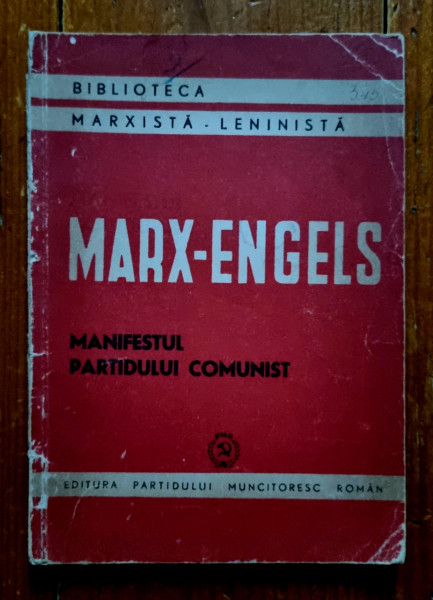 BIBLIOTECA
MARXISTĂ - LENINISTĂ
MARX-ENGELS
MANIFESTUL
PARTIDULUI COMUNIST
EDITURA PARTIDULUI MUNCITORESC ROMÂN